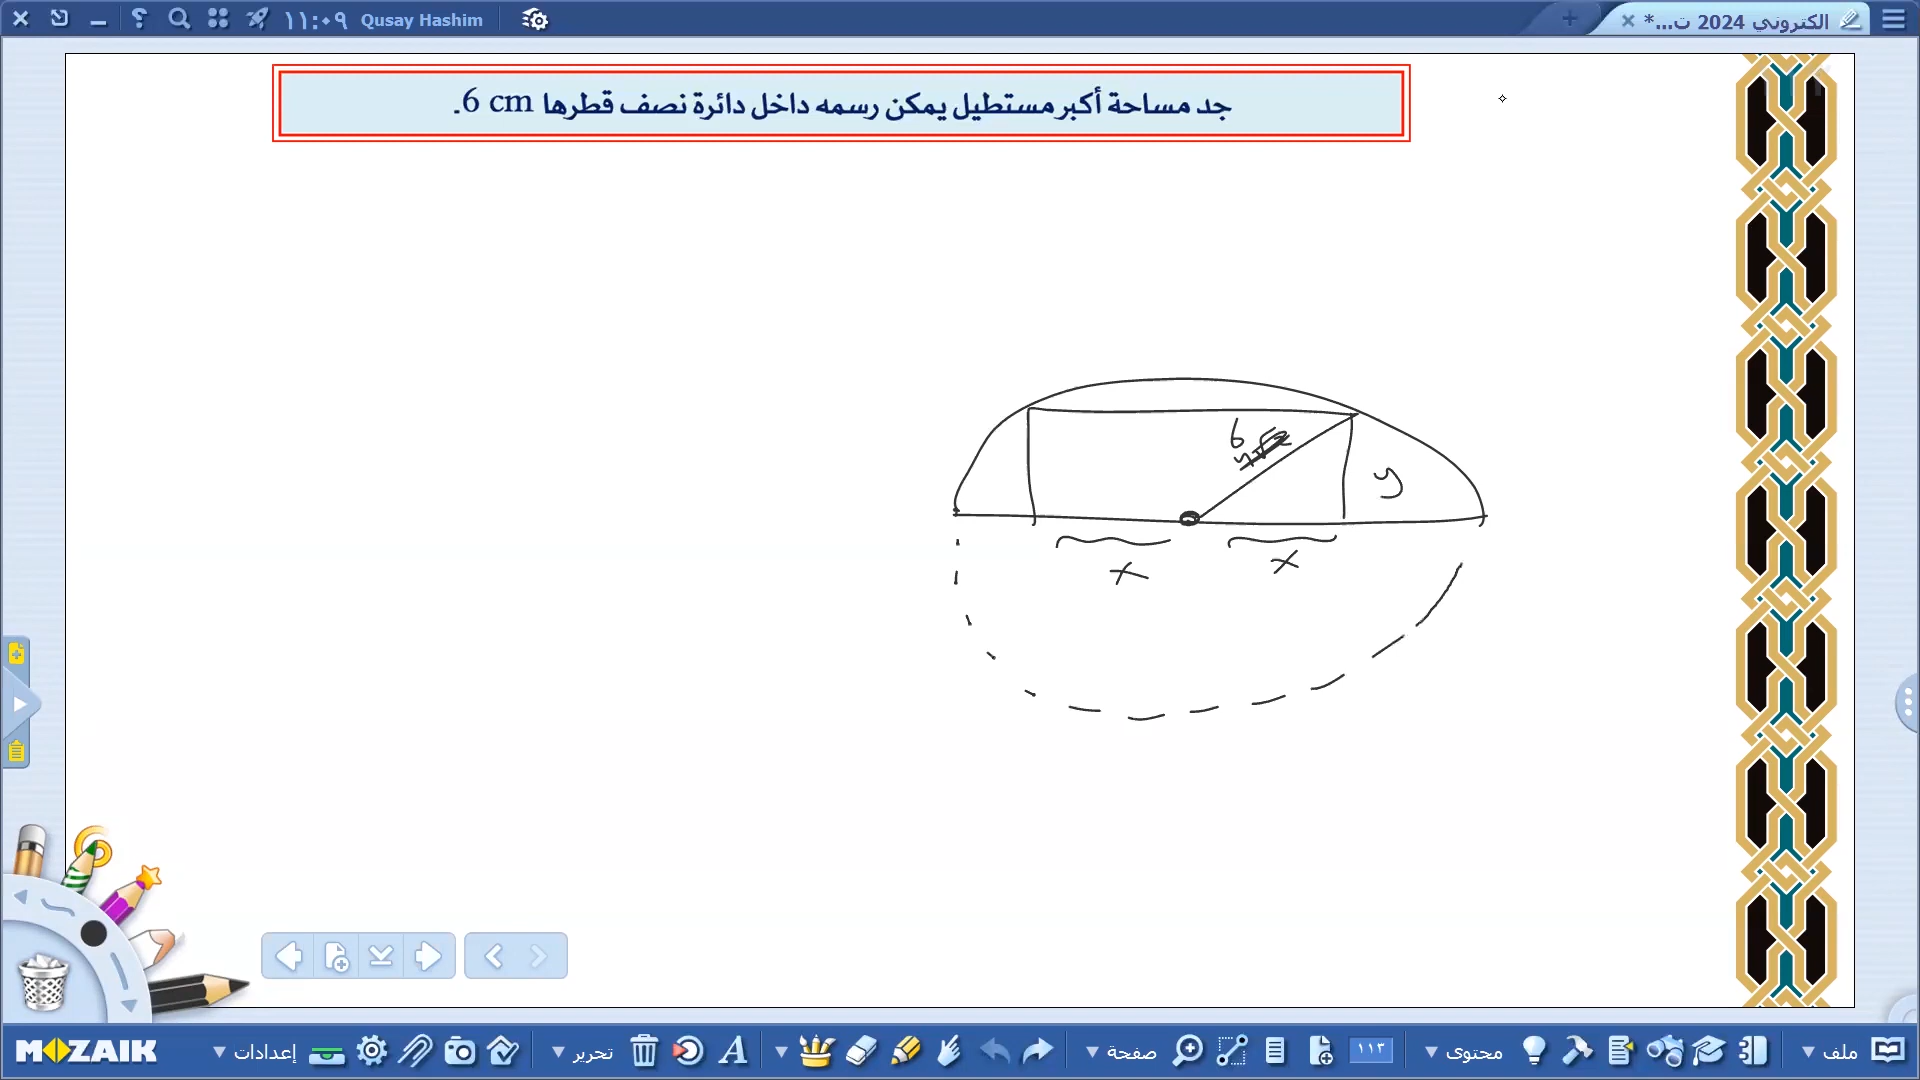 ١١:٠٩ Qusay Hashim
الكتروني 2024 ت...*
جد مساحة أكبر مستطيل يمكن رسمه داخل دائرة نصف قطرها 6 cm.
6
y
x
x
MOZAIK
إعدادات
تحرير
A
صفحة
١١٣
محتوى
ملف